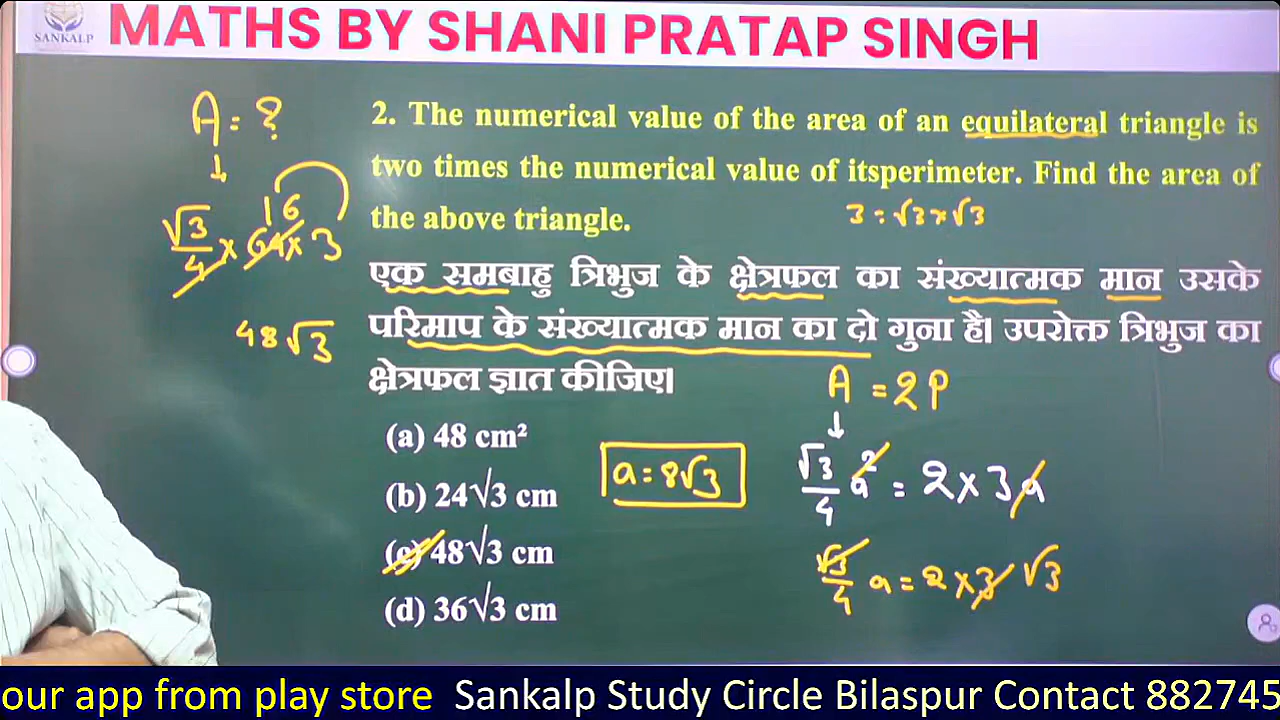 SANKALP
MATHS BY SHANI PRATAP SINGH
A = ?
2. The numerical value of the area of an equilateral triangle is
two times the numerical value of itsperimeter. Find the area of
the above triangle.
3 = √3 × √3
√3/4 × 64 × 3
16
48√3
एक समबाहु त्रिभुज के क्षेत्रफल का संख्यात्मक मान उसके
परिमाप के संख्यात्मक मान का दो गुना है। उपरोक्त त्रिभुज का
क्षेत्रफल ज्ञात कीजिए।
A = 2P
(a) 48 cm²
(b) 24√3 cm
(c) 48√3 cm
(d) 36√3 cm
a = 8√3
√3/4 a² = 2 × 3a
√3/4 a = 2 × 3 √3
our app from play store Sankalp Study Circle Bilaspur Contact 882745